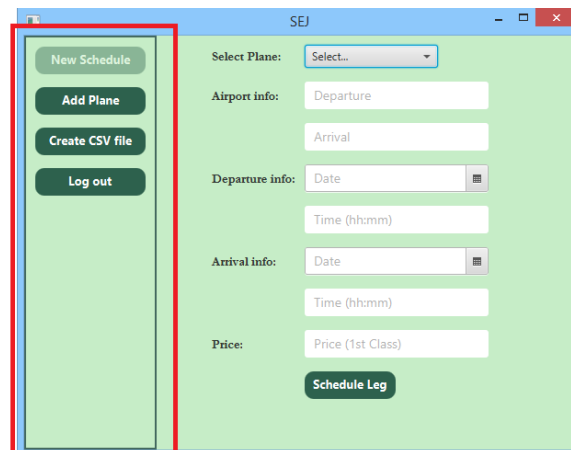 SEJ
New Schedule
Add Plane
Create CSV file
Log out
Select Plane: Select...
Airport info: Departure
Arrival
Departure info: Date
Time (hh:mm)
Arrival info: Date
Time (hh:mm)
Price: Price (1st Class)
Schedule Leg